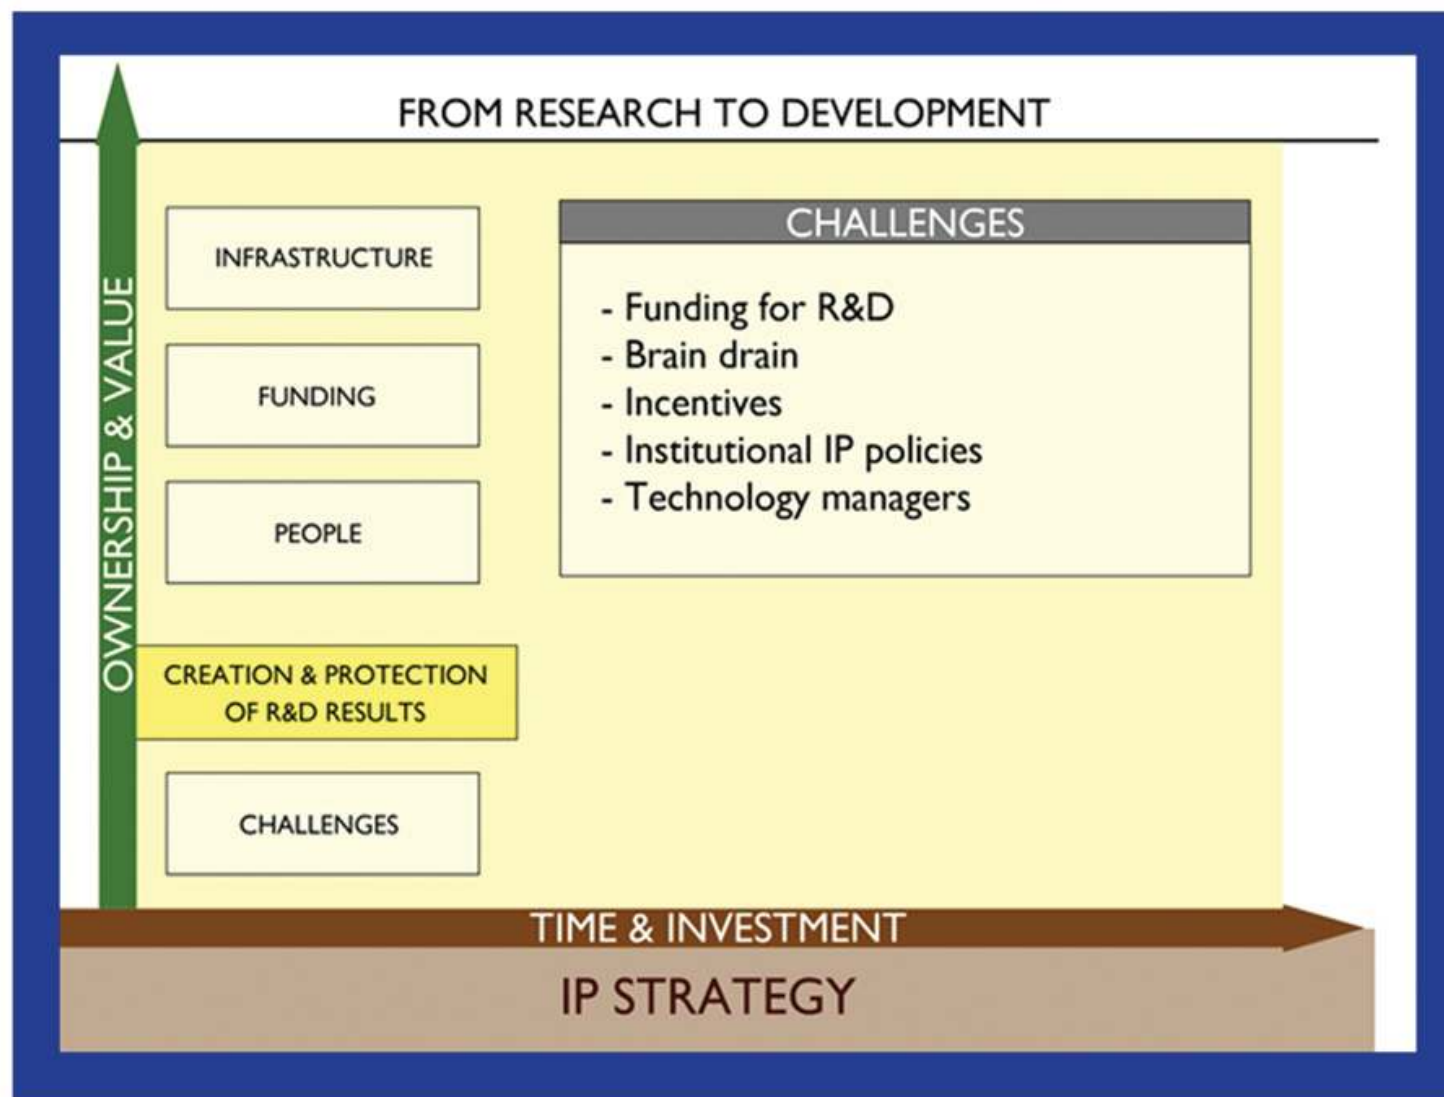 FROM RESEARCH TO DEVELOPMENT
OWNERSHIP & VALUE
INFRASTRUCTURE
FUNDING
PEOPLE
CREATION & PROTECTION
OF R&D RESULTS
CHALLENGES
CHALLENGES
- Funding for R&D
- Brain drain
- Incentives
- Institutional IP policies
- Technology managers
TIME & INVESTMENT
IP STRATEGY